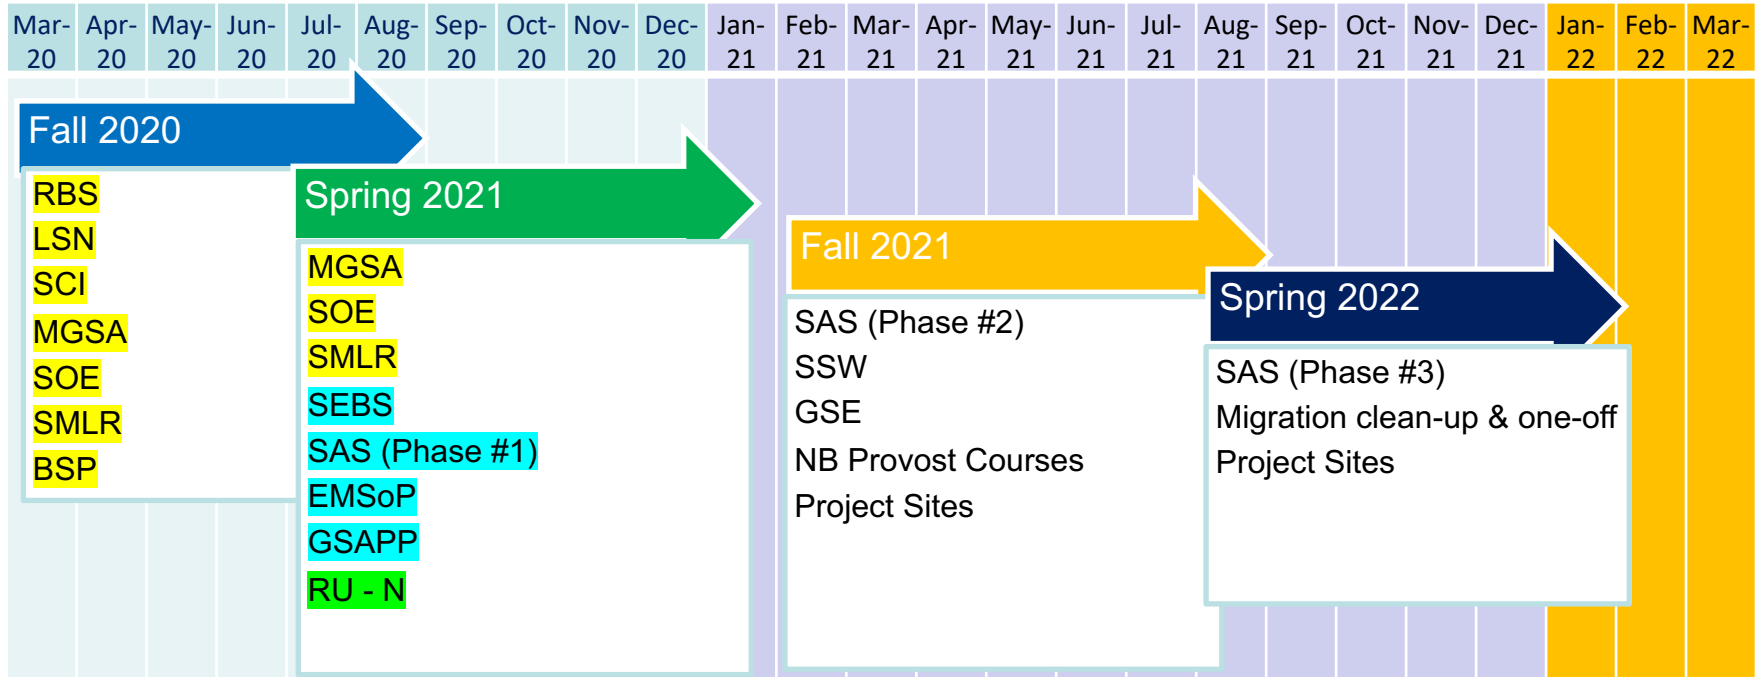 Mar-20 Apr-20 May-20 Jun-20 Jul-20 Aug-20 Sep-20 Oct-20 Nov-20 Dec-20 Jan-21 Feb-21 Mar-21 Apr-21 May-21 Jun-21 Jul-21 Aug-21 Sep-21 Oct-21 Nov-21 Dec-21 Jan-22 Feb-22 Mar-22
Fall 2020
RBS
LSN
SCI
MGSA
SOE
SMLR
BSP
Spring 2021
MGSA
SOE
SMLR
SEBS
SAS (Phase #1)
EMSoP
GSAPP
RU - N
Fall 2021
SAS (Phase #2)
SSW
GSE
NB Provost Courses
Project Sites
Spring 2022
SAS (Phase #3)
Migration clean-up & one-off
Project Sites